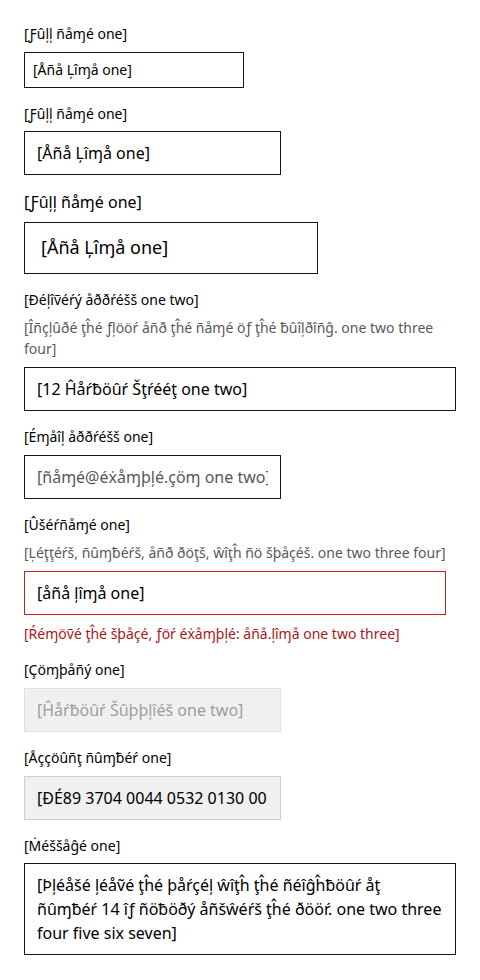 [Ƒûļļ ñåɱé one]
[Åñå Ļîɱå one]
[Ƒûļļ ñåɱé one]
[Åñå Ļîɱå one]
[Ƒûļļ ñåɱé one]
[Åñå Ļîɱå one]
[Ðéļîṽéŕý åððŕéšš one two]
[Îñçļûðé ţĥé ƒļööŕ åñð ţĥé ñåɱé öƒ ţĥé ƀûîļðîñĝ. one two three
four]
[12 Ĥåŕƀöûŕ Šţŕééţ one two]
[Éɱåîļ åððŕéšš one]
[ñåɱé@éẋåɱþļé.çöɱ one two]
[Ûšéŕñåɱé one]
[Ļéţţéŕš, ñûɱƀéŕš, åñð ðöţš, ŵîţĥ ñö šþåçéš. one two three four]
[åñå ļîɱå one]
[Ŕéɱöṽé ţĥé šþåçé, ƒöŕ éẋåɱþļé: åñå.ļîɱå one two three]
[Çöɱþåñý one]
[Ĥåŕƀöûŕ Šûþþļîéš one two]
[Åççöûñţ ñûɱƀéŕ one]
[ÐÉ89 3704 0044 0532 0130 00
[Ṁéššåĝé one]
[Þļéåšé ļéåṽé ţĥé þåŕçéļ ŵîţĥ ţĥé ñéîĝĥƀöûŕ åţ
ñûɱƀéŕ 14 îƒ ñöƀöðý åñšŵéŕš ţĥé ðööŕ. one two three
four five six seven]